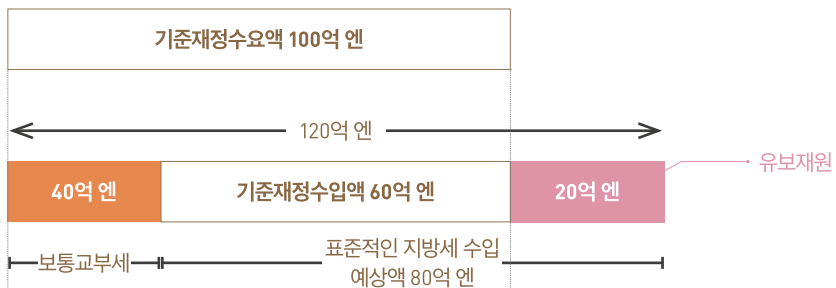 기준재정수요액 100억 엔
120억 엔
유보재원
40억 엔
기준재정수입액 60억 엔
20억 엔
보통교부세
표준적인 지방세 수입
예상액 80억 엔